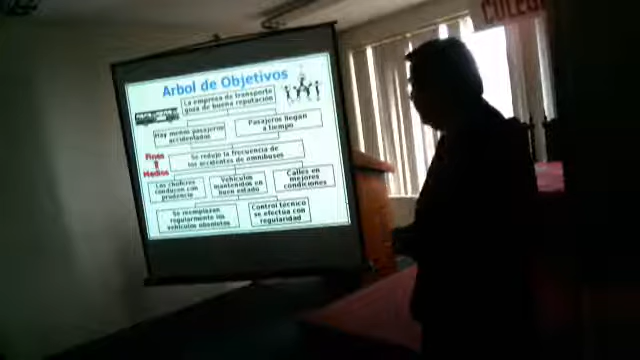 COLEG
Arbol de Objetivos
La empresa de transporte
goza de buena reputación
Hay menos pasajeros
accidentados
Pasajeros llegan
a tiempo
Fines
Medios
Se redujo la frecuencia de
los accidentes de omnibuses
Los choferes
conducen con
prudencia
Vehículos
mantenidos en
buen estado
Calles en
mejores
condiciones
Se reemplazan
regularmente los
vehículos obsoletos
Control técnico
se efectúa con
regularidad